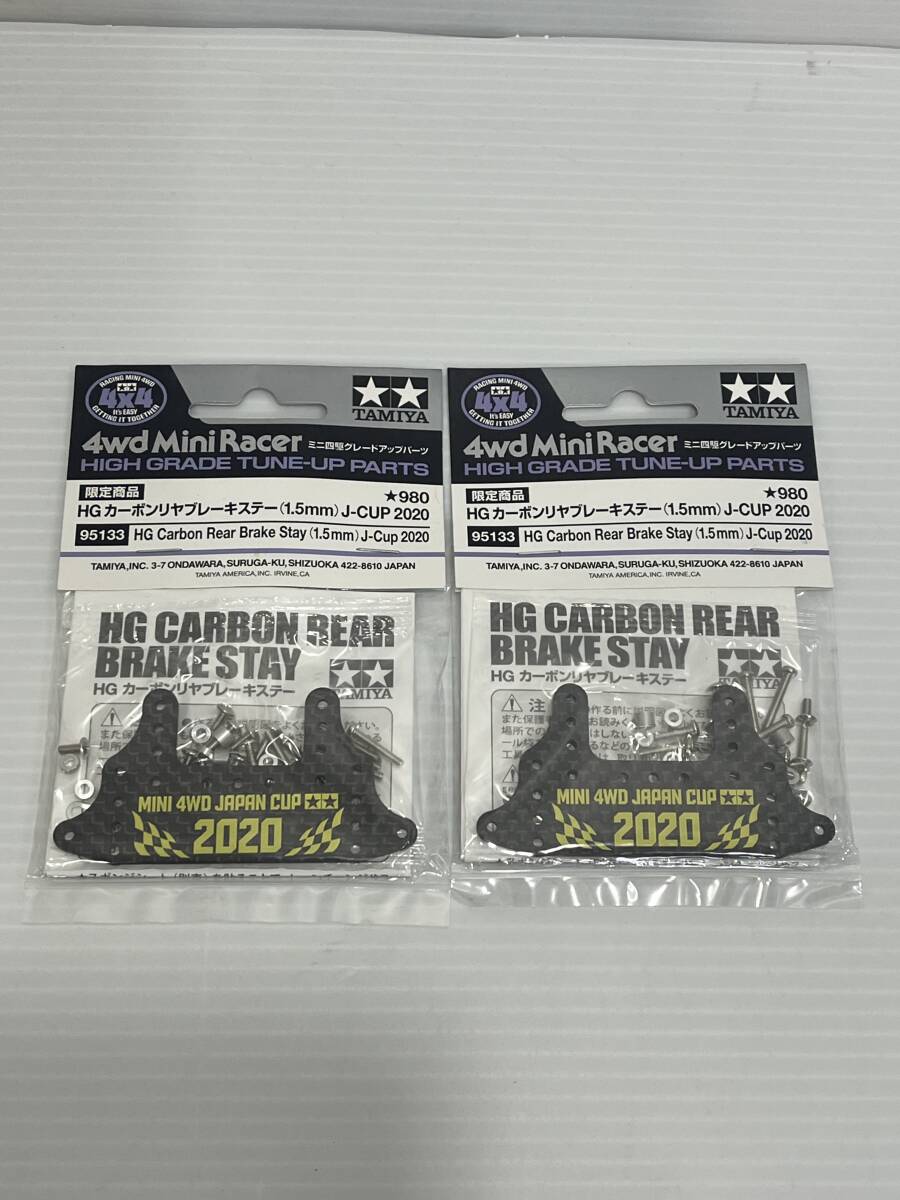 RACING MINI 4WD
4x4
It's EASY
GETTING IT TOGETHER
TAMIYA
4wd Mini Racer ミニ四駆グレードアップパーツ
HIGH GRADE TUNE-UP PARTS
限定商品
★980
HG カーボンリヤブレーキステー(1.5mm) J-CUP 2020
95133 HG Carbon Rear Brake Stay (1.5mm) J-Cup 2020
TAMIYA,INC. 3-7 ONDAWARA, SURUGA-KU, SHIZUOKA 422-8610 JAPAN
TAMIYA AMERICA,INC. IRVINE,CA
HG CARBON REAR
BRAKE STAY
HG カーボンリヤブレーキステー
TAMIYA
MINI 4WD JAPAN CUP
2020
RACING MINI 4WD
4x4
It's EASY
GETTING IT TOGETHER
TAMIYA
4wd Mini Racer ミニ四駆グレードアップパーツ
HIGH GRADE TUNE-UP PARTS
限定商品
★980
HG カーボンリヤブレーキステー(1.5mm) J-CUP 2020
95133 HG Carbon Rear Brake Stay (1.5mm) J-Cup 2020
TAMIYA,INC. 3-7 ONDAWARA, SURUGA-KU, SHIZUOKA 422-8610 JAPAN
TAMIYA AMERICA,INC. IRVINE,CA
HG CARBON REAR
BRAKE STAY
HG カーボンリヤブレーキステー
TAMIYA
注
MINI 4WD JAPAN CUP
2020